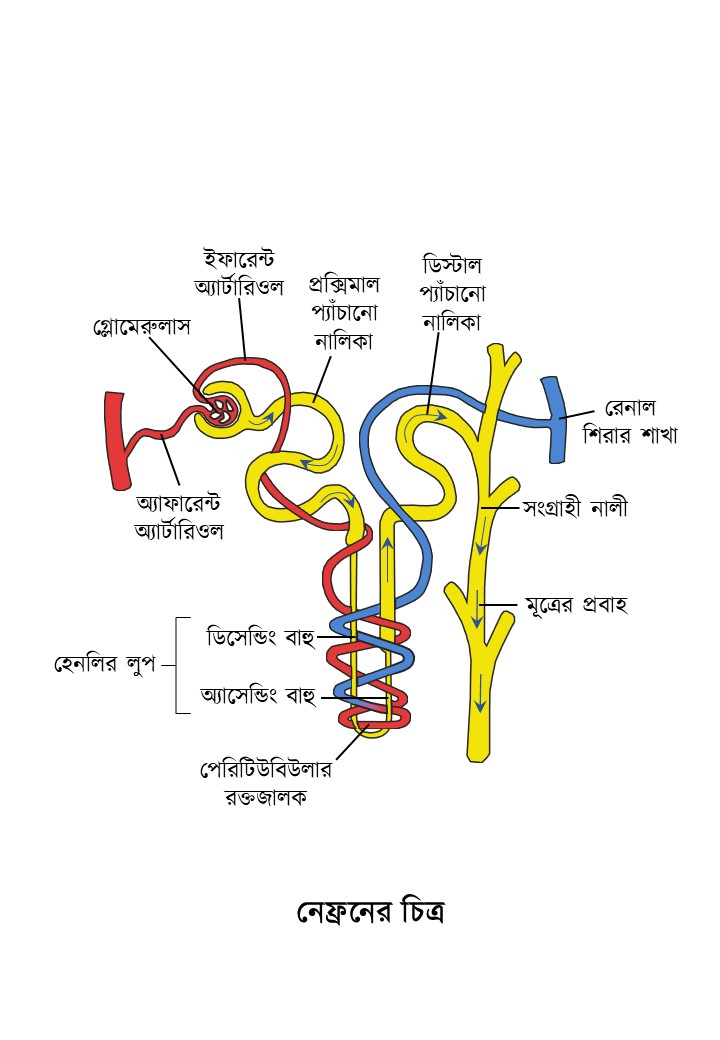 ইফারেন্ট
অ্যার্টারিওল
প্রক্সিমাল
প্যাঁচানো
নালিকা
ডিস্টাল
প্যাঁচানো
নালিকা
গ্লোমেরুলাস
রেনাল
শিরার শাখা
অ্যাফারেন্ট
অ্যার্টারিওল
সংগ্রাহী নালী
মূত্রের প্রবাহ
ডিসেন্ডিং বাহু
হেনলির লুপ
অ্যাসেন্ডিং বাহু
পেরিটিউবিউলার
রক্তজালক
নেফ্রনের চিত্র